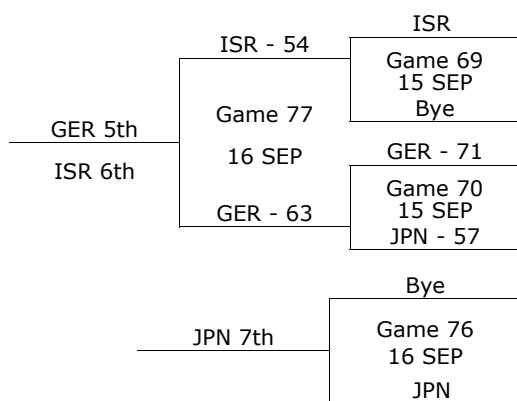 ISR
ISR - 54
Game 69
15 SEP
Bye
Game 77
GER 5th
16 SEP
GER - 71
ISR 6th
Game 70
15 SEP
GER - 63
JPN - 57
Bye
JPN 7th
Game 76
16 SEP
JPN